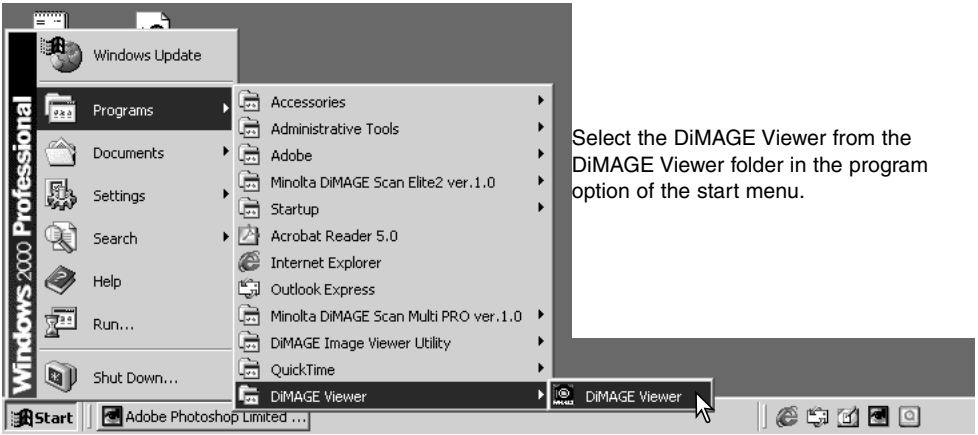 Windows Update
Programs
Documents
Settings
Search
Help
Run...
Shut Down...
Windows 2000 Professional
Accessories
Administrative Tools
Adobe
Minolta DiMAGE Scan Elite2 ver.1.0
Startup
Acrobat Reader 5.0
Internet Explorer
Outlook Express
Minolta DiMAGE Scan Multi PRO ver.1.0
DiMAGE Image Viewer Utility
QuickTime
DiMAGE Viewer
DiMAGE Viewer
Select the DiMAGE Viewer from the
DiMAGE Viewer folder in the program
option of the start menu.
Start
Adobe Photoshop Limited ...